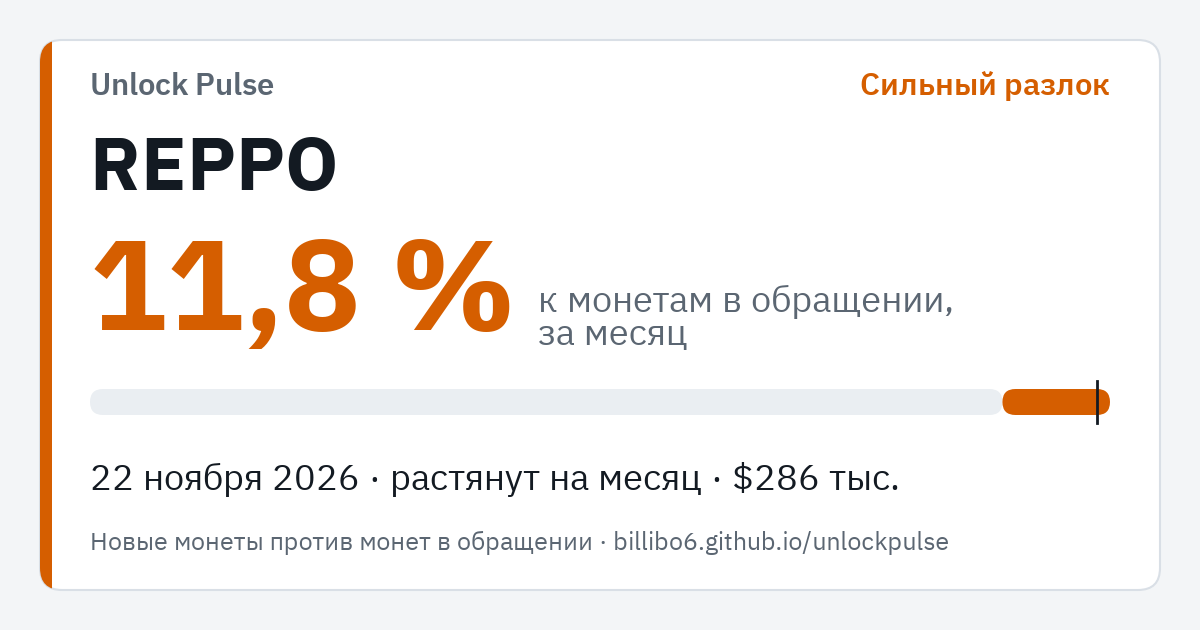 Unlock Pulse
Сильный разлок
REPPO
11,8 %
к монетам в обращении,
за месяц
22 ноября 2026 · растянут на месяц · $286 тыс.
Новые монеты против монет в обращении · billibo6.github.io/unlockpulse